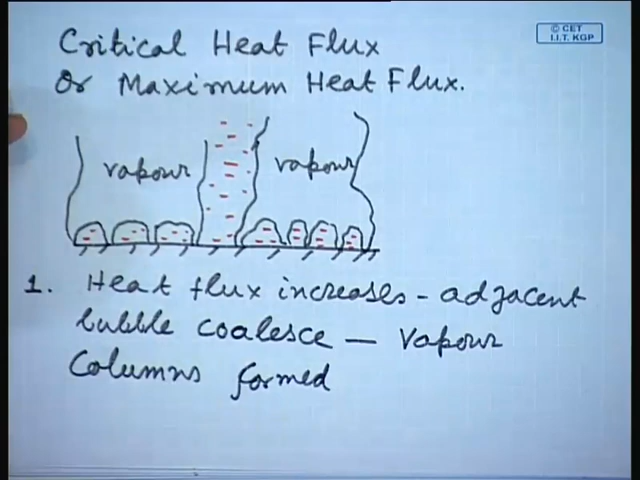 Critical Heat Flux
© CET
I.I.T. KGP
Or Maximum Heat Flux.
vapour
vapour
1. Heat flux increases - adjacent
bubble coalesce - vapour
Columns formed